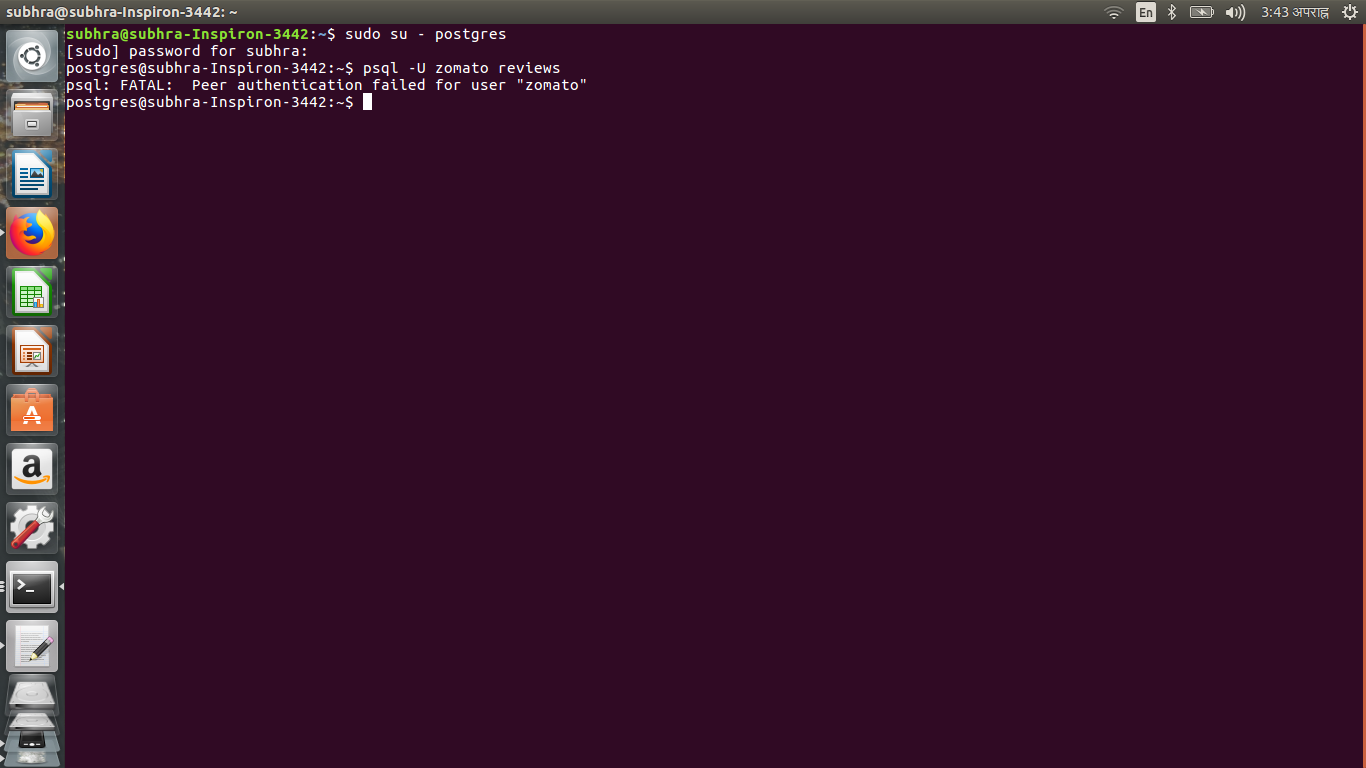 subhra@subhra-Inspiron-3442: ~
En
3:43 अपराह्न
subhra@subhra-Inspiron-3442:~$ sudo su - postgres
[sudo] password for subhra:
postgres@subhra-Inspiron-3442:~$ psql -U zomato reviews
psql: FATAL:  Peer authentication failed for user "zomato"
postgres@subhra-Inspiron-3442:~$
A
a
>_